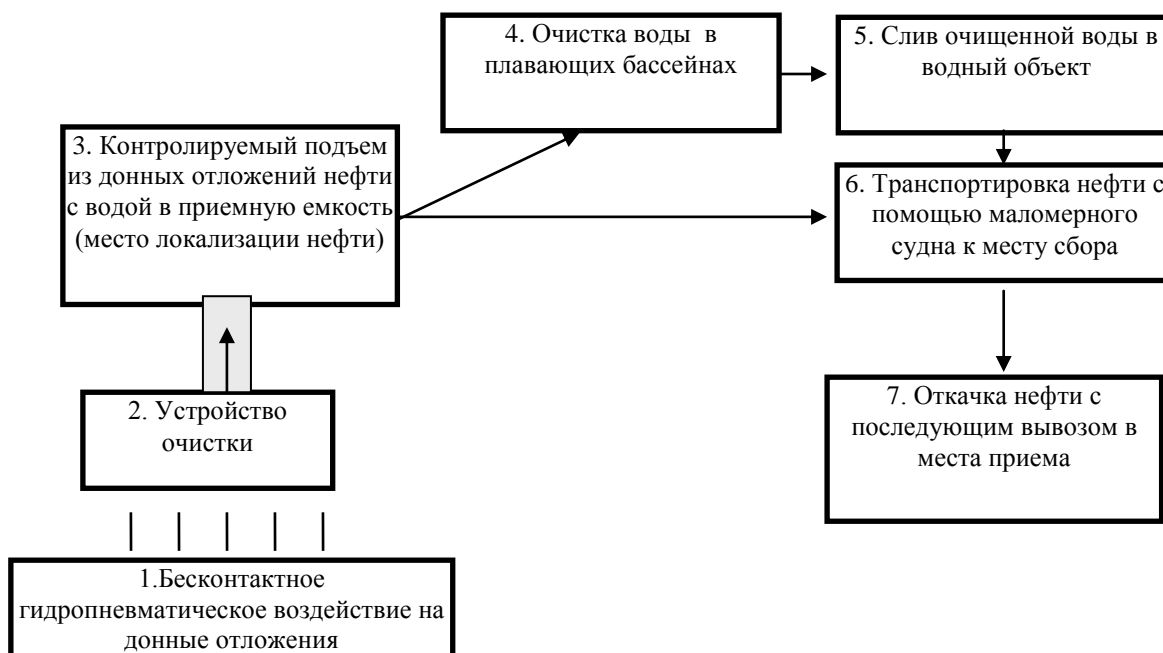 4. Очистка воды в
плавающих бассейнах
5. Слив очищенной воды в
водный объект
3. Контролируемый подъем
из донных отложений нефти
с водой в приемную емкость
(место локализации нефти)
6. Транспортировка нефти с
помощью маломерного
судна к месту сбора
2. Устройство
очистки
7. Откачка нефти с
последующим вывозом в
места приема
1.Бесконтактное
гидропневматическое воздействие на
донные отложения